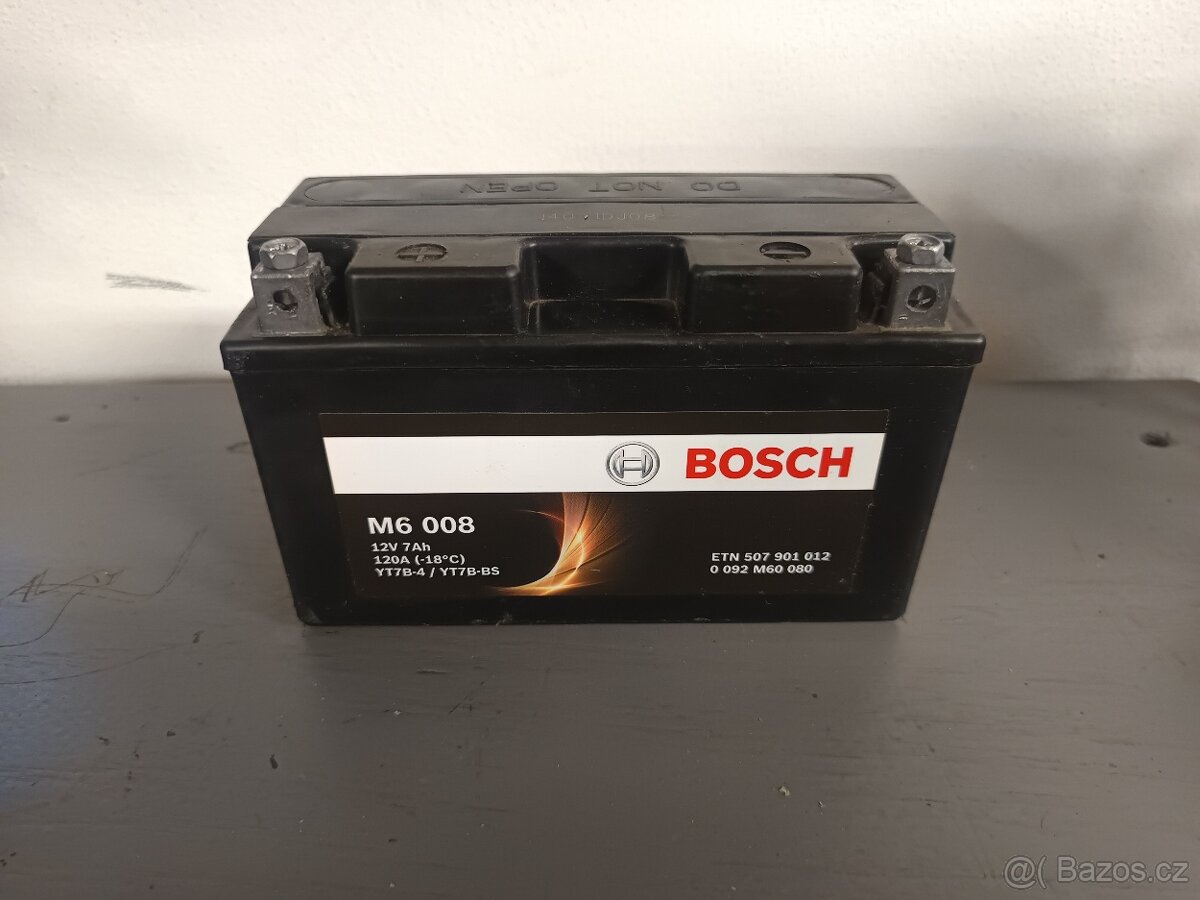 DO NOT OPEN
BOSCH
M6 008
12V 7Ah
120A (-18°C)
YT7B-4 / YT7B-BS
ETN 507 901 012
0 092 M60 080
@( Bazos.cz